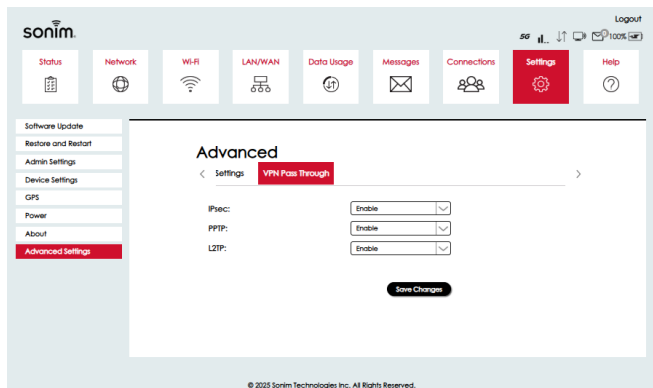 Logout
sonim.
5G 100%
Status Network Wi-Fi LAN/WAN Data Usage Messages Connections Settings Help
Software Update
Restore and Restart
Admin Settings
Device Settings
GPS
Power
About
Advanced Settings
Advanced
Settings VPN Pass Through
IPsec: Enable
PPTP: Enable
L2TP: Enable
Save Changes
© 2025 Sonim Technologies Inc. All Rights Reserved.